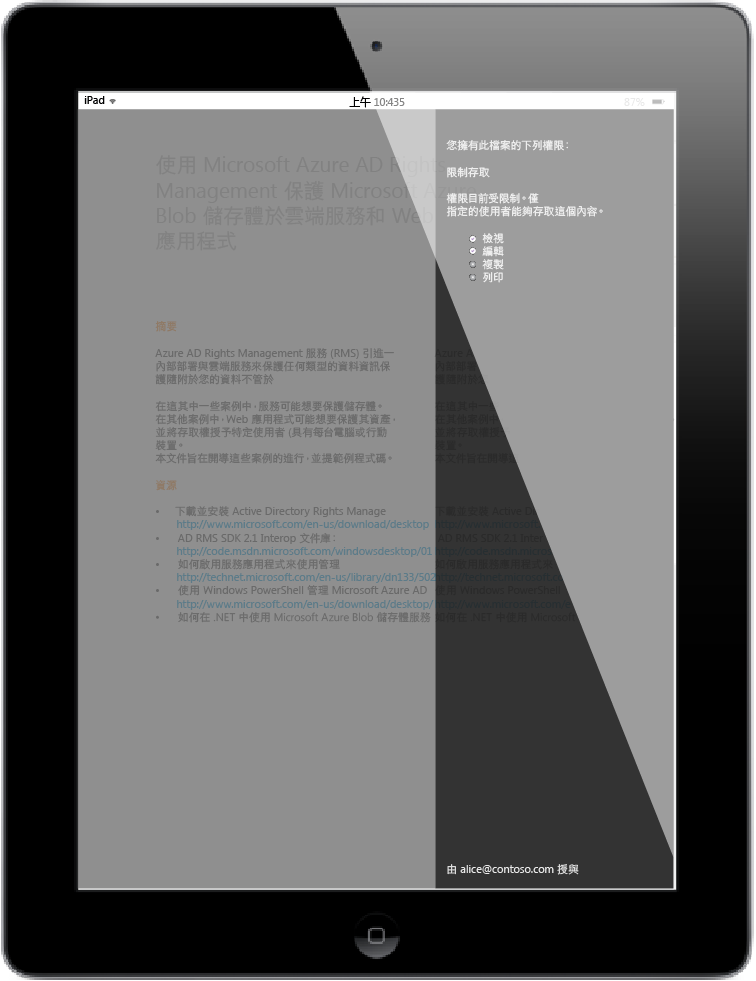 iPad
上午 10:435
87%
使用 Microsoft Azure AD Rights
Management 保護 Microsoft Azure
Blob 儲存體於雲端服務和 Web
應用程式
摘要
Azure AD Rights Management 服務 (RMS) 引進一
內部部署與雲端服務來保護任何類型的資料資訊保
護隨附於您的資料不管於
在這其中一些案例中，服務可能想要保護儲存體。
在其他案例中，Web 應用程式可能想要保護其資產，
並將存取權授予特定使用者 (具有每台電腦或行動
裝置。
本文件旨在開導這些案例的進行，並提範例程式碼。
資源
• 下載並安裝 Active Directory Rights Manage
http://www.microsoft.com/en-us/download/desktop
• AD RMS SDK 2.1 Interop 文件庫：
http://code.msdn.microsoft.com/windowsdesktop/01
• 如何啟用服務應用程式來使用管理
http://technet.microsoft.com/en-us/library/dn133/502
• 使用 Windows PowerShell 管理 Microsoft Azure AD
http://www.microsoft.com/en-us/download/desktop/
• 如何在 .NET 中使用 Microsoft Azure Blob 儲存體服務
您擁有此檔案的下列權限：
限制存取
權限目前受限制。僅
指定的使用者能夠存取這個內容。
檢視
編輯
複製
列印
由 alice@contoso.com 授與